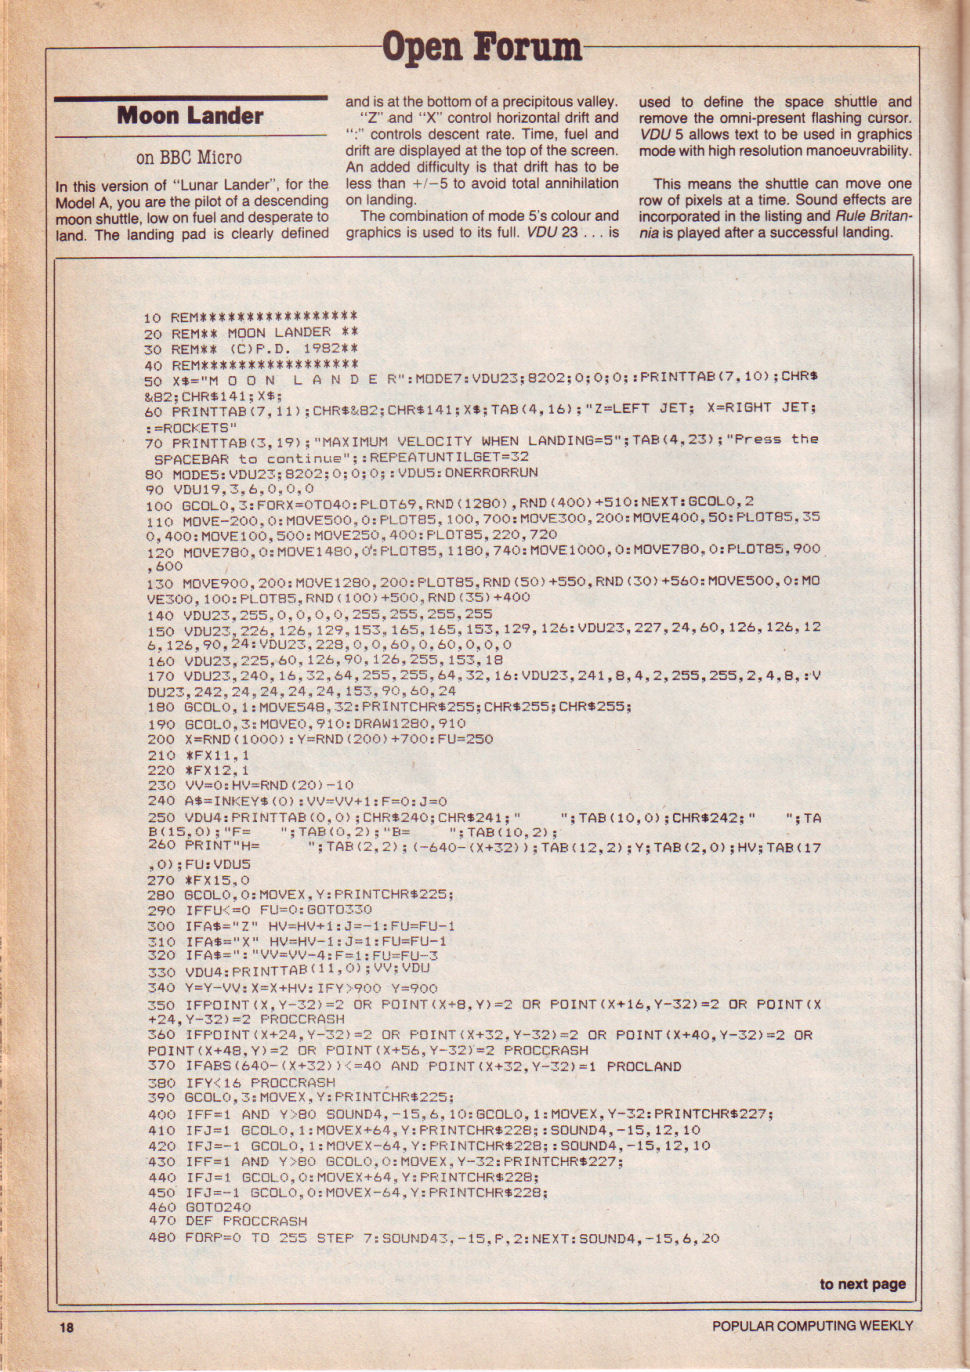 Open Forum
Moon Lander
on BBC Micro
In this version of "Lunar Lander", for the
Model A, you are the pilot of a descending
moon shuttle, low on fuel and desperate to
land. The landing pad is clearly defined
and is at the bottom of a precipitous valley.
"Z" and "X" control horizontal drift and
":" controls descent rate. Time, fuel and
drift are displayed at the top of the screen.
An added difficulty is that drift has to be
less than +/−5 to avoid total annihilation
on landing.
The combination of mode 5's colour and
graphics is used to its full. VDU 23 . . . is
used to define the space shuttle and
remove the omni-present flashing cursor.
VDU 5 allows text to be used in graphics
mode with high resolution manoeuvrability.
This means the shuttle can move one
row of pixels at a time. Sound effects are
incorporated in the listing and Rule Britan-
nia is played after a successful landing.
10 REM*****************
20 REM** MOON LANDER **
30 REM** (C)P.D. 1982**
40 REM*****************
50 X$="M O O N  L A N D E R":MODE7:VDU23;8202;0;0;0;:PRINTTAB(7,10);CHR$
&82;CHR$141;X$;
60 PRINTTAB(7,11);CHR$&82;CHR$141;X$;TAB(4,16);"Z=LEFT JET; X=RIGHT JET;
:=ROCKETS"
70 PRINTTAB(3,19);"MAXIMUM VELOCITY WHEN LANDING=5";TAB(4,23);"Press the
SPACEBAR to continue";:REPEATUNTILGET=32
80 MODE5:VDU23;8202;0;0;0;:VDU5:ONERRORRUN
90 VDU19,3,6,0,0,0
100 GCOL0,3:FORX=0TO40:PLOT69,RND(1280),RND(400)+510:NEXT:GCOL0,2
110 MOVE-200,0:MOVE500,0:PLOT85,100,700:MOVE300,200:MOVE400,50:PLOT85,35
0,400:MOVE100,500:MOVE250,400:PLOT85,220,720
120 MOVE780,0:MOVE1480,0:PLOT85,1180,740:MOVE1000,0:MOVE780,0:PLOT85,900
,600
130 MOVE900,200:MOVE1280,200:PLOT85,RND(50)+550,RND(30)+560:MOVE500,0:MO
VE300,100:PLOT85,RND(100)+500,RND(35)+400
140 VDU23,255,0,0,0,0,255,255,255,255
150 VDU23,226,126,129,153,165,165,153,129,126:VDU23,227,24,60,126,126,12
6,126,90,24:VDU23,228,0,0,60,0,60,0,0,0
160 VDU23,225,60,126,90,126,255,153,18
170 VDU23,240,16,32,64,255,255,64,32,16:VDU23,241,8,4,2,255,255,2,4,8,:V
DU23,242,24,24,24,24,153,90,60,24
180 GCOL0,1:MOVE548,32:PRINTCHR$255;CHR$255;CHR$255;
190 GCOL0,3:MOVE0,910:DRAW1280,910
200 X=RND(1000):Y=RND(200)+700:FU=250
210 *FX11,1
220 *FX12,1
230 VV=0:HV=RND(20)-10
240 A$=INKEY$(0):VV=VV+1:F=0:J=0
250 VDU4:PRINTTAB(0,0);CHR$240;CHR$241;"    ";TAB(10,0);CHR$242;"    ";TA
B(15,0);"F=    ";TAB(0,2);"B=    ";TAB(10,2);
260 PRINT"H=     ";TAB(2,2);(-640-(X+32));TAB(12,2);Y;TAB(2,0);HV;TAB(17
,0);FU:VDU5
270 *FX15,0
280 GCOL0,0:MOVEX,Y:PRINTCHR$225;
290 IFFU<=0 FU=0:GOTO330
300 IFA$="Z" HV=HV+1:J=-1:FU=FU-1
310 IFA$="X" HV=HV-1:J=1:FU=FU-1
320 IFA$=":"VV=VV-4:F=1:FU=FU-3
330 VDU4:PRINTTAB(11,0);VV;VDU
340 Y=Y-VV:X=X+HV:IFY>900 Y=900
350 IFPOINT(X,Y-32)=2 OR POINT(X+8,Y)=2 OR POINT(X+16,Y-32)=2 OR POINT(X
+24,Y-32)=2 PROCCRASH
360 IFPOINT(X+24,Y-32)=2 OR POINT(X+32,Y-32)=2 OR POINT(X+40,Y-32)=2 OR
POINT(X+48,Y)=2 OR POINT(X+56,Y-32)=2 PROCCRASH
370 IFABS(640-(X+32))<=40 AND POINT(X+32,Y-32)=1 PROCLAND
380 IFY<16 PROCCRASH
390 GCOL0,3:MOVEX,Y:PRINTCHR$225;
400 IFF=1 AND Y>80 SOUND4,-15,6,10:GCOL0,1:MOVEX,Y-32:PRINTCHR$227;
410 IFJ=1 GCOL0,1:MOVEX+64,Y:PRINTCHR$228;:SOUND4,-15,12,10
420 IFJ=-1 GCOL0,1:MOVEX-64,Y:PRINTCHR$228;:SOUND4,-15,12,10
430 IFF=1 AND Y>80 GCOL0,0:MOVEX,Y-32:PRINTCHR$227;
440 IFJ=1 GCOL0,0:MOVEX+64,Y:PRINTCHR$228;
450 IFJ=-1 GCOL0,0:MOVEX-64,Y:PRINTCHR$228;
460 GOTO240
470 DEF PROCCRASH
480 FORP=0 TO 255 STEP 7:SOUND43,-15,P,2:NEXT:SOUND4,-15,6,20
to next page
18
POPULAR COMPUTING WEEKLY